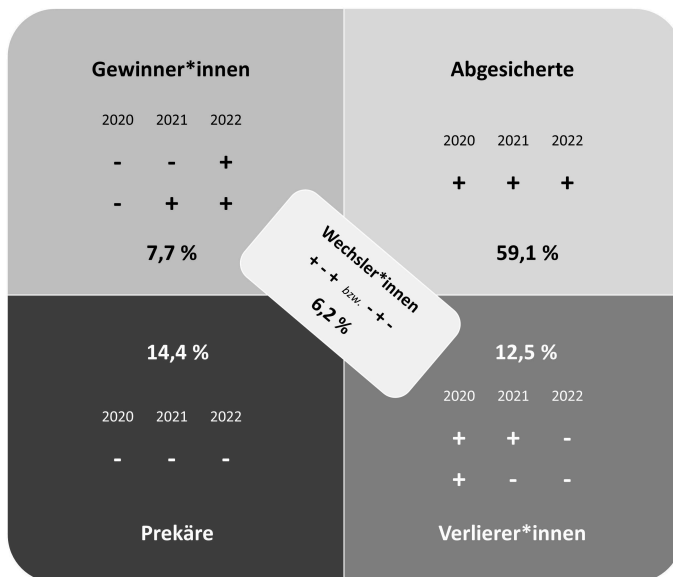 Gewinner*innen
2020 2021 2022
- - +
- + +
7,7 %
Abgesicherte
2020 2021 2022
+ + +
59,1 %
Wechsler*innen
+ - + bzw. - + -
6,2 %
14,4 %
2020 2021 2022
- - -
Prekäre
12,5 %
2020 2021 2022
+ + -
+ - -
Verlierer*innen